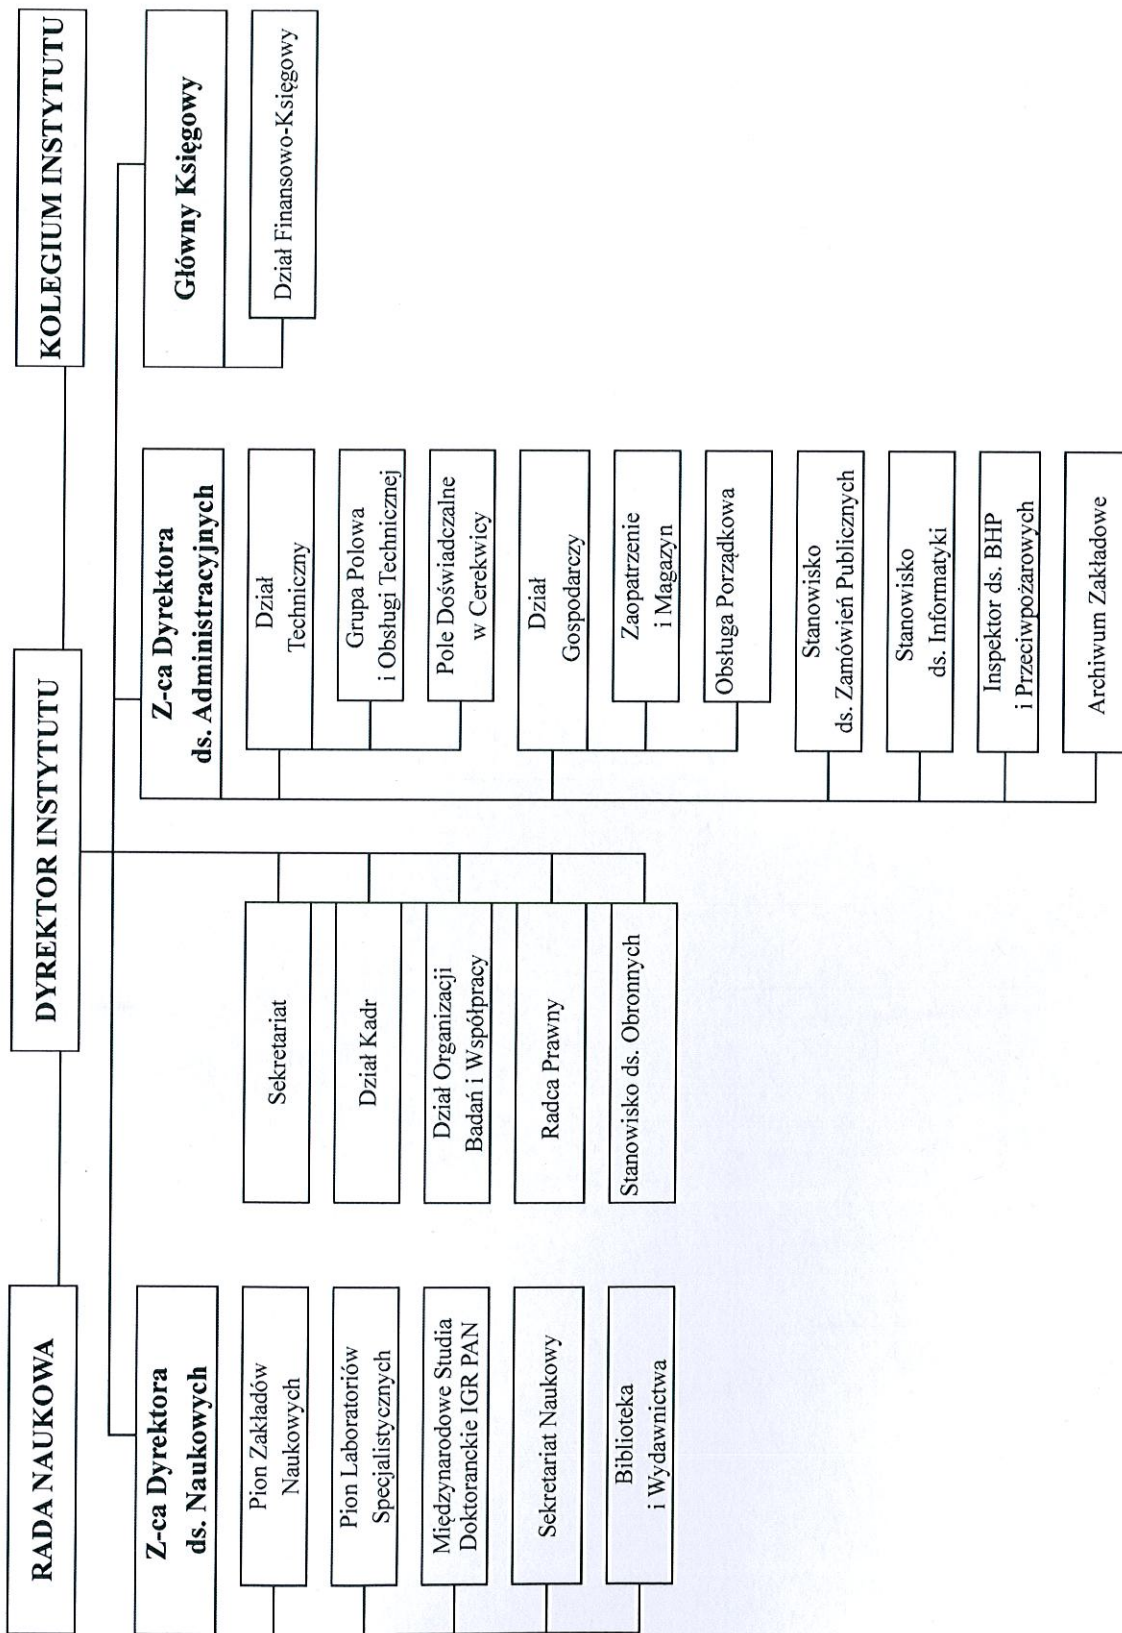 RADA NAUKOWA
DYREKTOR INSTYTUTU
KOLEGIUM INSTYTUTU
Z-ca Dyrektora
ds. Naukowych
Pion Zakładów
Naukowych
Pion Laboratoriów
Specjalistycznych
Międzynarodowe Studia
Doktoranckie IGR PAN
Sekretariat Naukowy
Biblioteka
i Wydawnictwa
Sekretariat
Dział Kadr
Dział Organizacji
Badań i Współpracy
Radca Prawny
Stanowisko ds. Obronnych
Z-ca Dyrektora
ds. Administracyjnych
Dział
Techniczny
Grupa Polowa
i Obsługi Technicznej
Pole Doświadczalne
w Cerekwicy
Dział
Gospodarczy
Zaopatrzenie
i Magazyn
Obsługa Porządkowa
Stanowisko
ds. Zamówień Publicznych
Stanowisko
ds. Informatyki
Inspektor ds. BHP
i Przeciwpożarowych
Archiwum Zakładowe
Główny Księgowy
Dział Finansowo-Księgowy